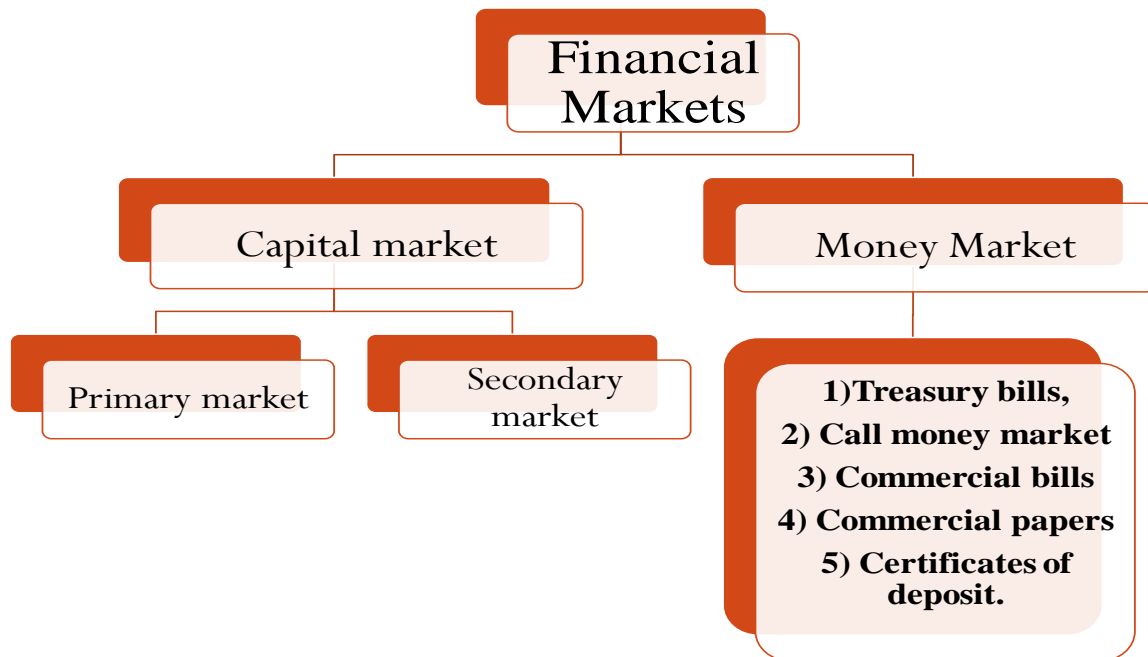 Financial
Markets
Capital market
Money Market
Primary market
Secondary
market
1)Treasury bills,
2) Call money market
3) Commercial bills
4) Commercial papers
5) Certificates of
deposit.